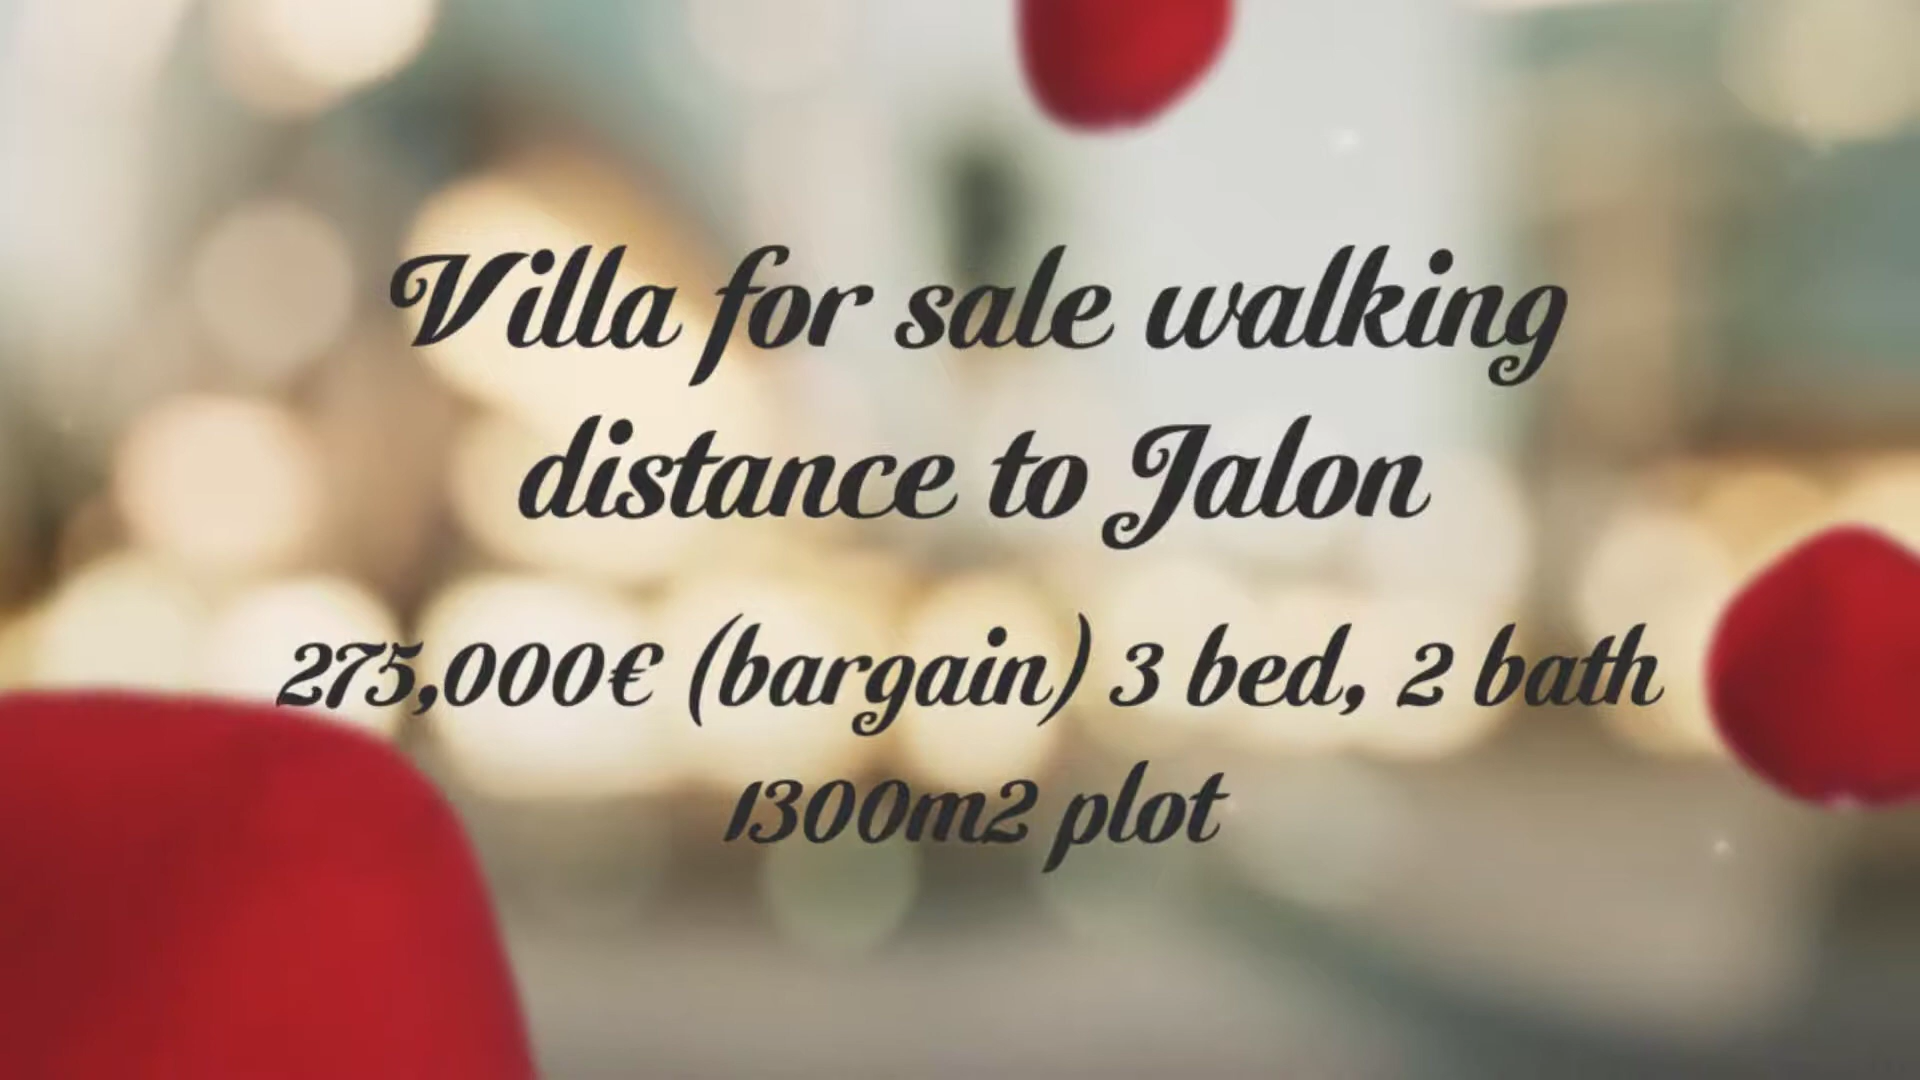 Villa for sale walking
distance to Jalon
275,000€ (bargain) 3 bed, 2 bath
1300m2 plot